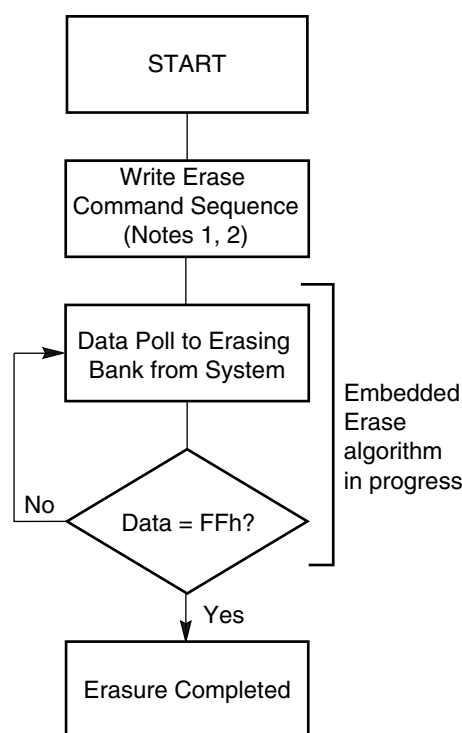 START
Write Erase
Command Sequence
(Notes 1, 2)
Data Poll to Erasing
Bank from System
Embedded
Erase
algorithm
in progress
No
Data = FFh?
Yes
Erasure Completed